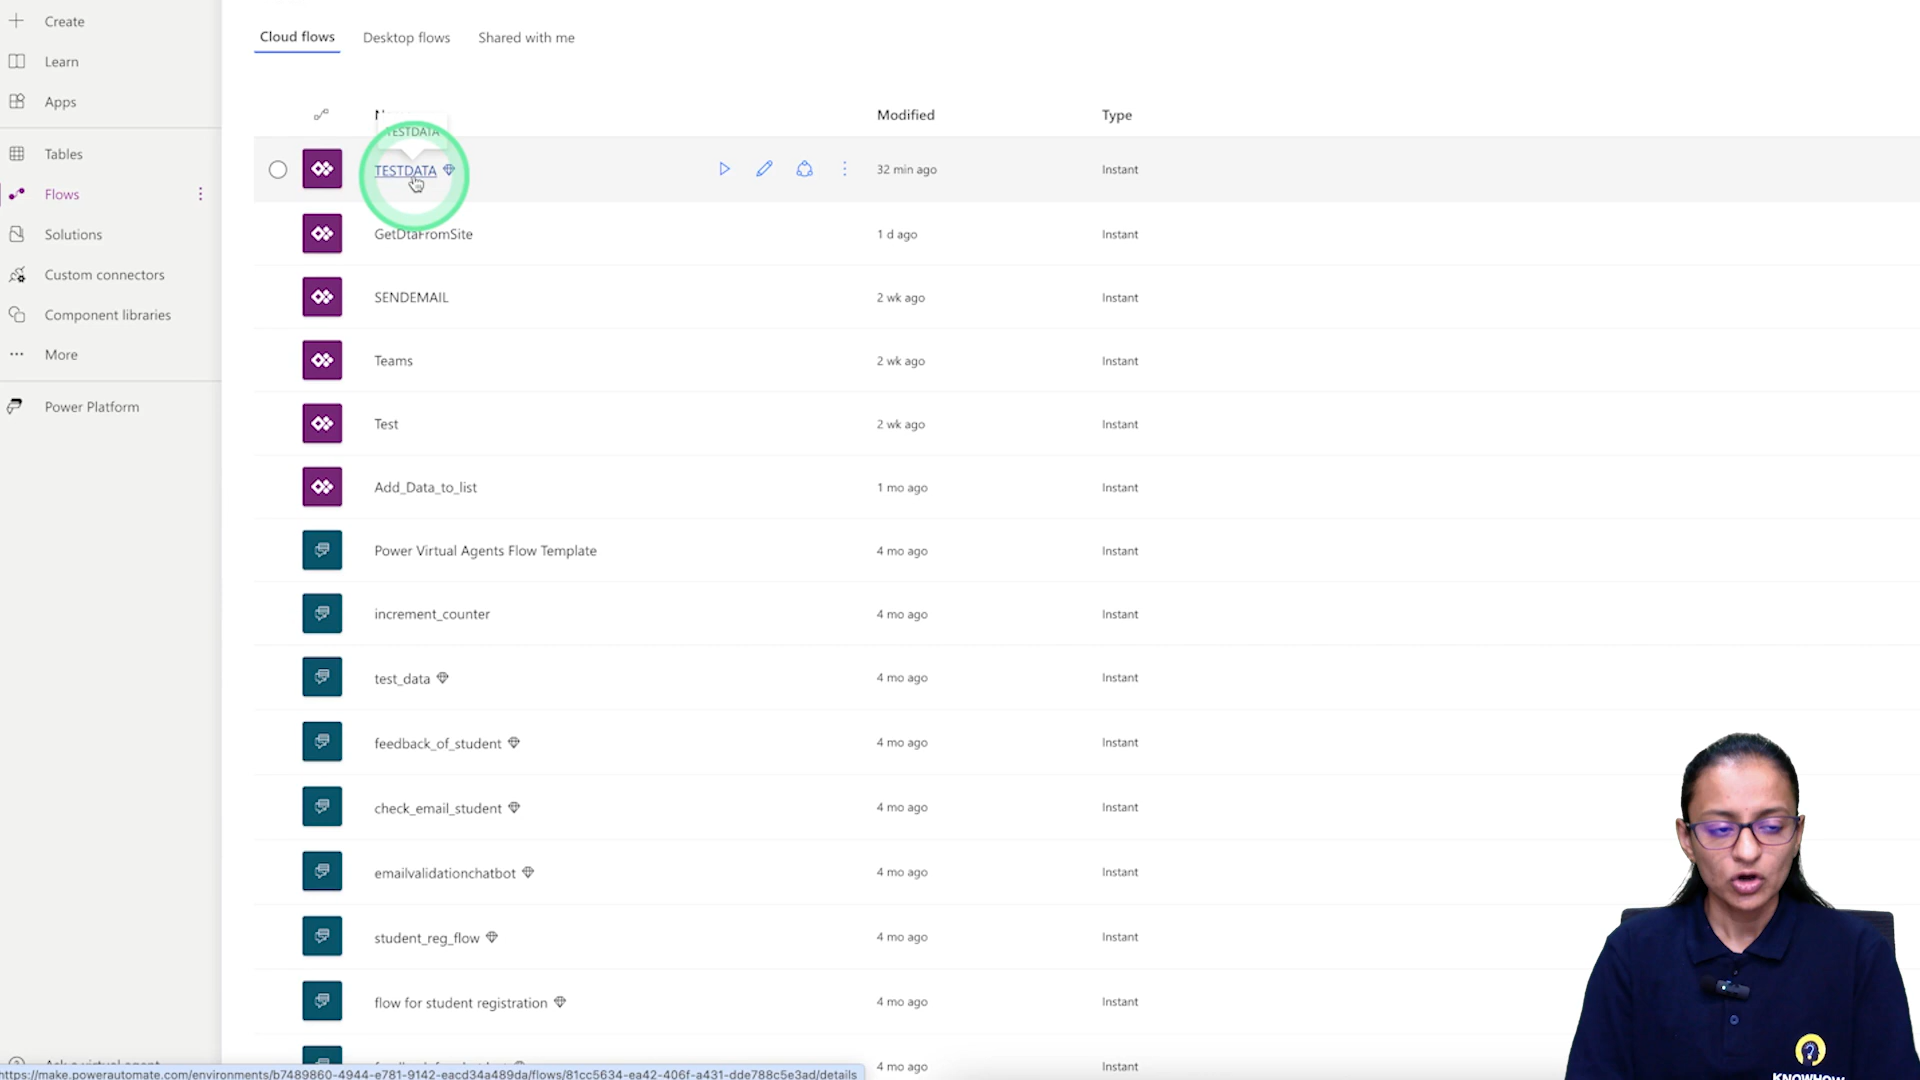 Create
Learn
Apps
Tables
Flows
Solutions
Custom connectors
Component libraries
More
Power Platform
Cloud flows Desktop flows Shared with me
Modified Type
TESTDATA
TESTDATA 32 min ago Instant
GetDtaFromSite 1 d ago Instant
SENDEMAIL 2 wk ago Instant
Teams 2 wk ago Instant
Test 2 wk ago Instant
Add_Data_to_list 1 mo ago Instant
Power Virtual Agents Flow Template 4 mo ago Instant
increment_counter 4 mo ago Instant
test_data 4 mo ago Instant
feedback_of_student 4 mo ago Instant
check_email_student 4 mo ago Instant
emailvalidationchatbot 4 mo ago Instant
student_reg_flow 4 mo ago Instant
flow for student registration 4 mo ago Instant
4 mo ago Instant
Ask a virtual agent
https://make.powerautomate.com/environments/b7489860-4944-e781-9142-eacd34a489da/flows/81cc5634-ea42-406f-a431-dde788c5e3ad/details
KNOWHOW